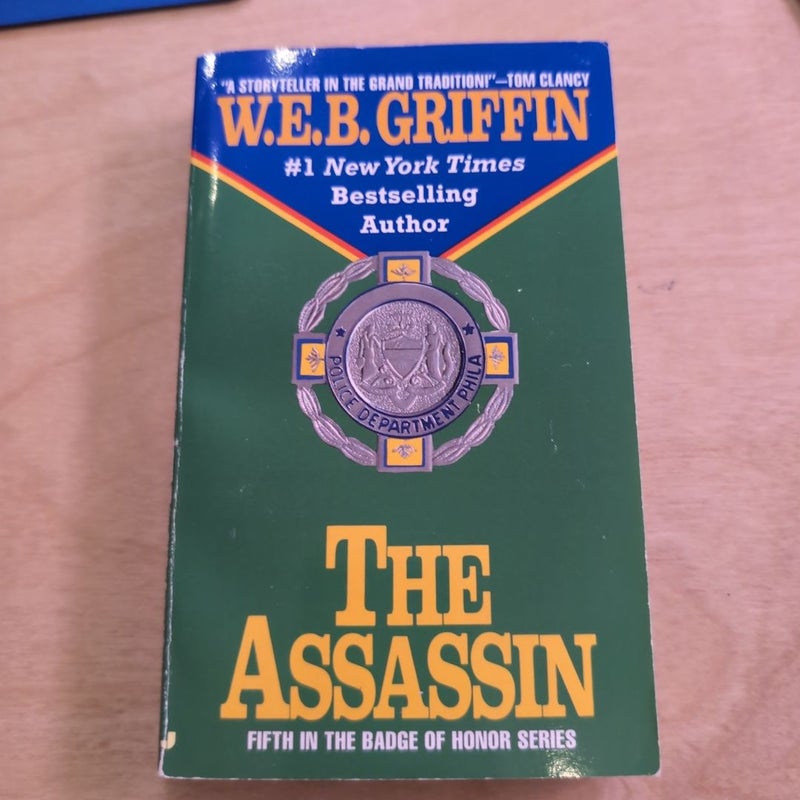 "A STORYTELLER IN THE GRAND TRADITION!"—TOM CLANCY
W.E.B. GRIFFIN
#1 New York Times
Bestselling
Author
POLICE DEPARTMENT PHILA
THE
ASSASSIN
FIFTH IN THE BADGE OF HONOR SERIES